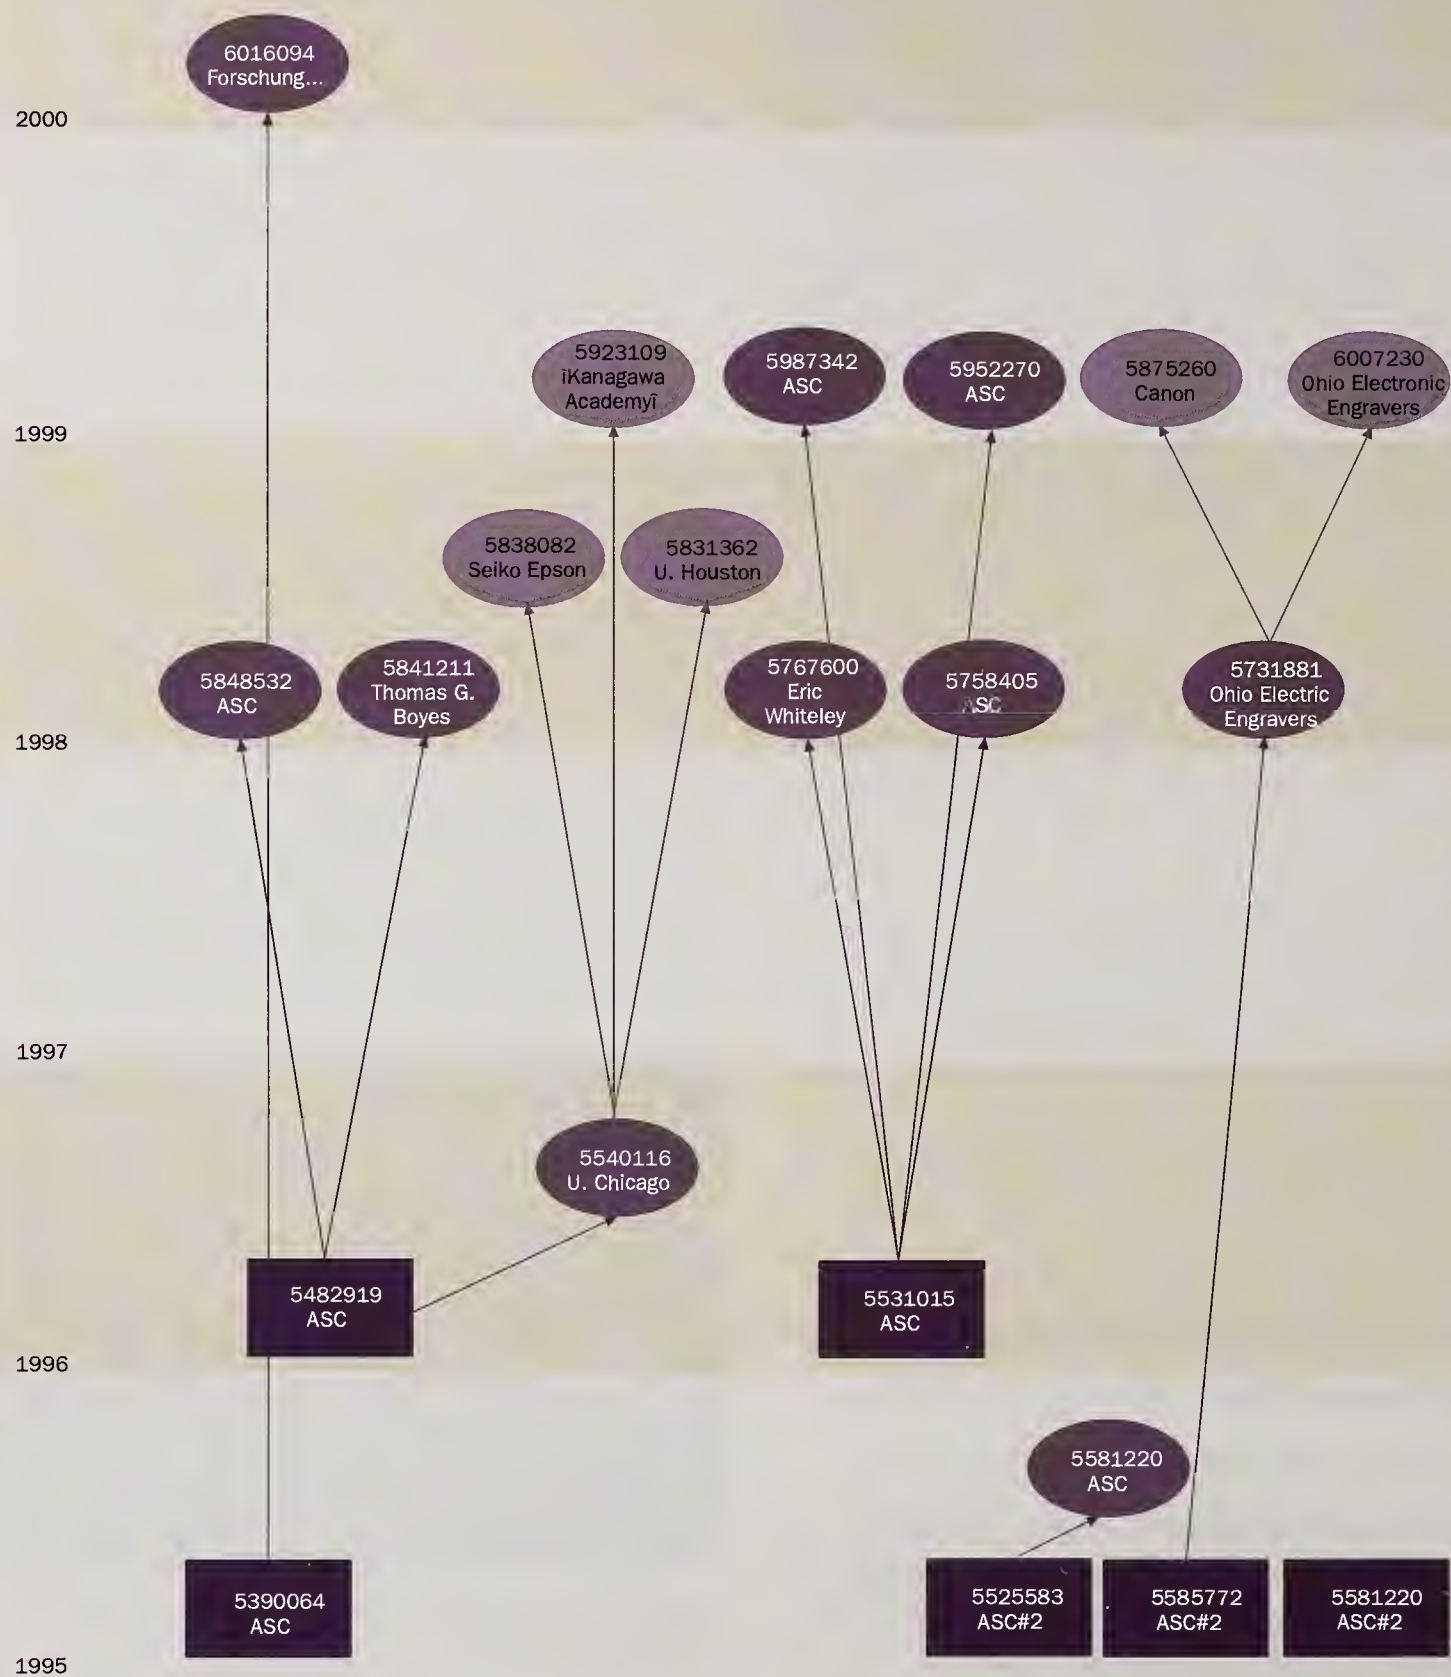 6016094
Forschung...
2000
5923109
îKanagawa
Academyî
5987342
ASC
5952270
ASC
5875260
Canon
6007230
Ohio Electronic
Engravers
1999
5838082
Seiko Epson
5831362
U. Houston
5848532
ASC
5841211
Thomas G.
Boyes
5767600
Eric
Whiteley
5758405
ASC
5731881
Ohio Electric
Engravers
1998
1997
5540116
U. Chicago
5482919
ASC
5531015
ASC
1996
5581220
ASC
5390064
ASC
5525583
ASC#2
5585772
ASC#2
5581220
ASC#2
1995